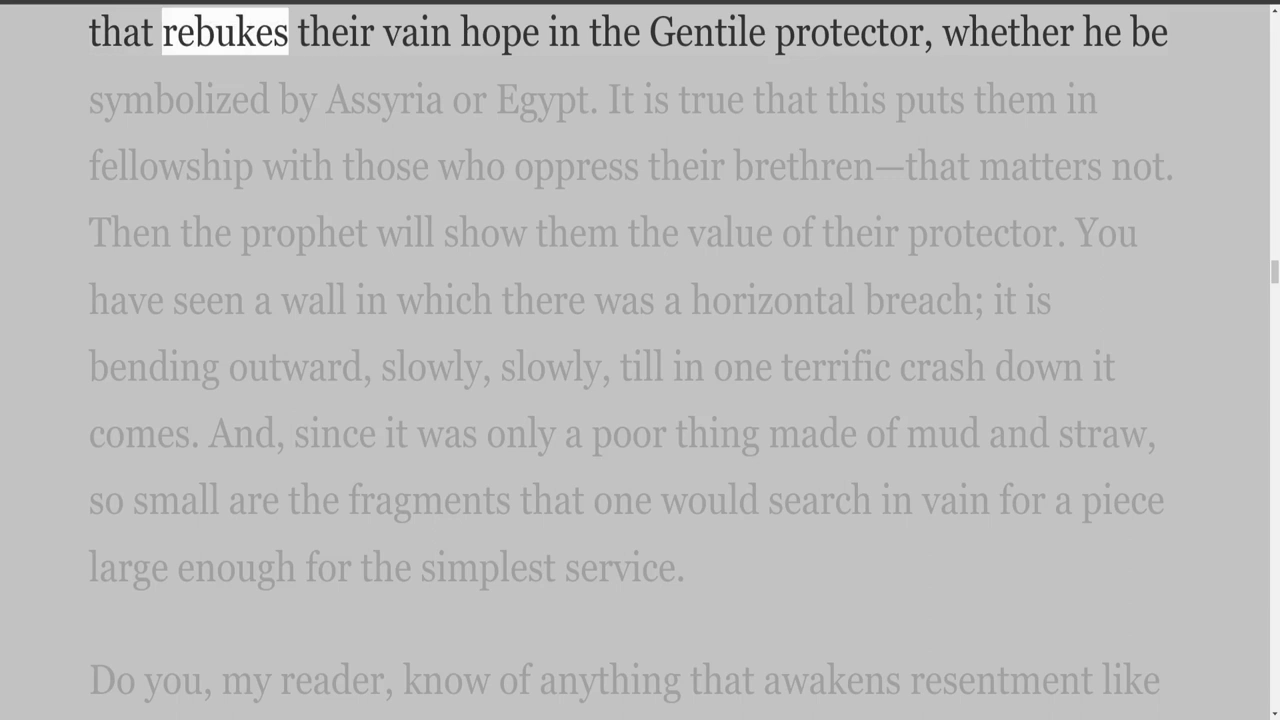 that rebukes their vain hope in the Gentile protector, whether he be
symbolized by Assyria or Egypt. It is true that this puts them in
fellowship with those who oppress their brethren—that matters not.
Then the prophet will show them the value of their protector. You
have seen a wall in which there was a horizontal breach; it is
bending outward, slowly, slowly, till in one terrific crash down it
comes. And, since it was only a poor thing made of mud and straw,
so small are the fragments that one would search in vain for a piece
large enough for the simplest service.
Do you, my reader, know of anything that awakens resentment like